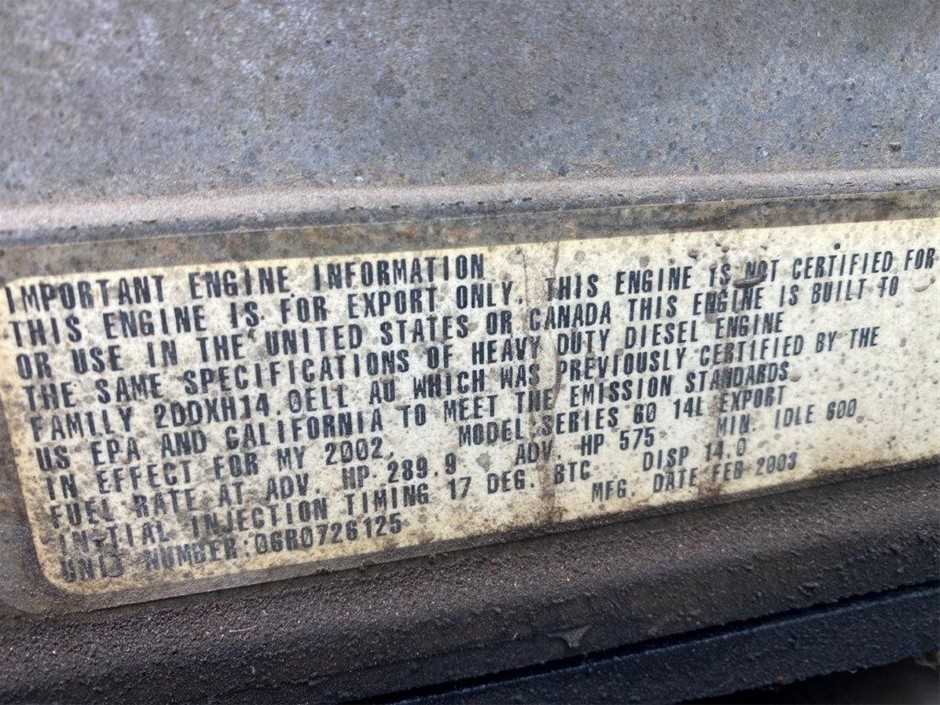 IMPORTANT ENGINE INFORMATION
THIS ENGINE IS FOR EXPORT ONLY. THIS ENGINE IS NOT CERTIFIED FOR
OR USE IN THE UNITED STATES OR CANADA THIS ENGINE IS BUILT TO
THE SAME SPECIFICATIONS OF HEAVY DUTY DIESEL ENGINE
FAMILY 2DDXH14.0ELL AU WHICH WAS PREVIOUSLY CERTIFIED BY THE
US EPA AND CALIFORNIA TO MEET THE EMISSION STANDARDS
IN EFFECT FOR MY 2002. MODEL:SERIES 60 14L EXPORT
FUEL RATE AT ADV. HP 289.9 ADV. HP 575 MIN. IDLE 600
INITIAL INJECTION TIMING 17 DEG. BTC DISP 14.0
UNIT NUMBER:06R0726125 MFG. DATE FEB 2003